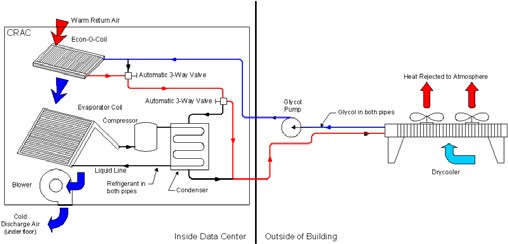 Warm Return Air
CRAC
Econ-O-Coil
Automatic 3-Way Valve
Automatic 3-Way Valve
Evaporator Coil
Compressor
Liquid Line
Refrigerant in
both pipes
Condenser
Blower
Cold
Discharge Air
(under floor)
Inside Data Center
Glycol
Pump
Glycol in both pipes
Heat Rejected to Atmosphere
Drycooler
Outside of Building